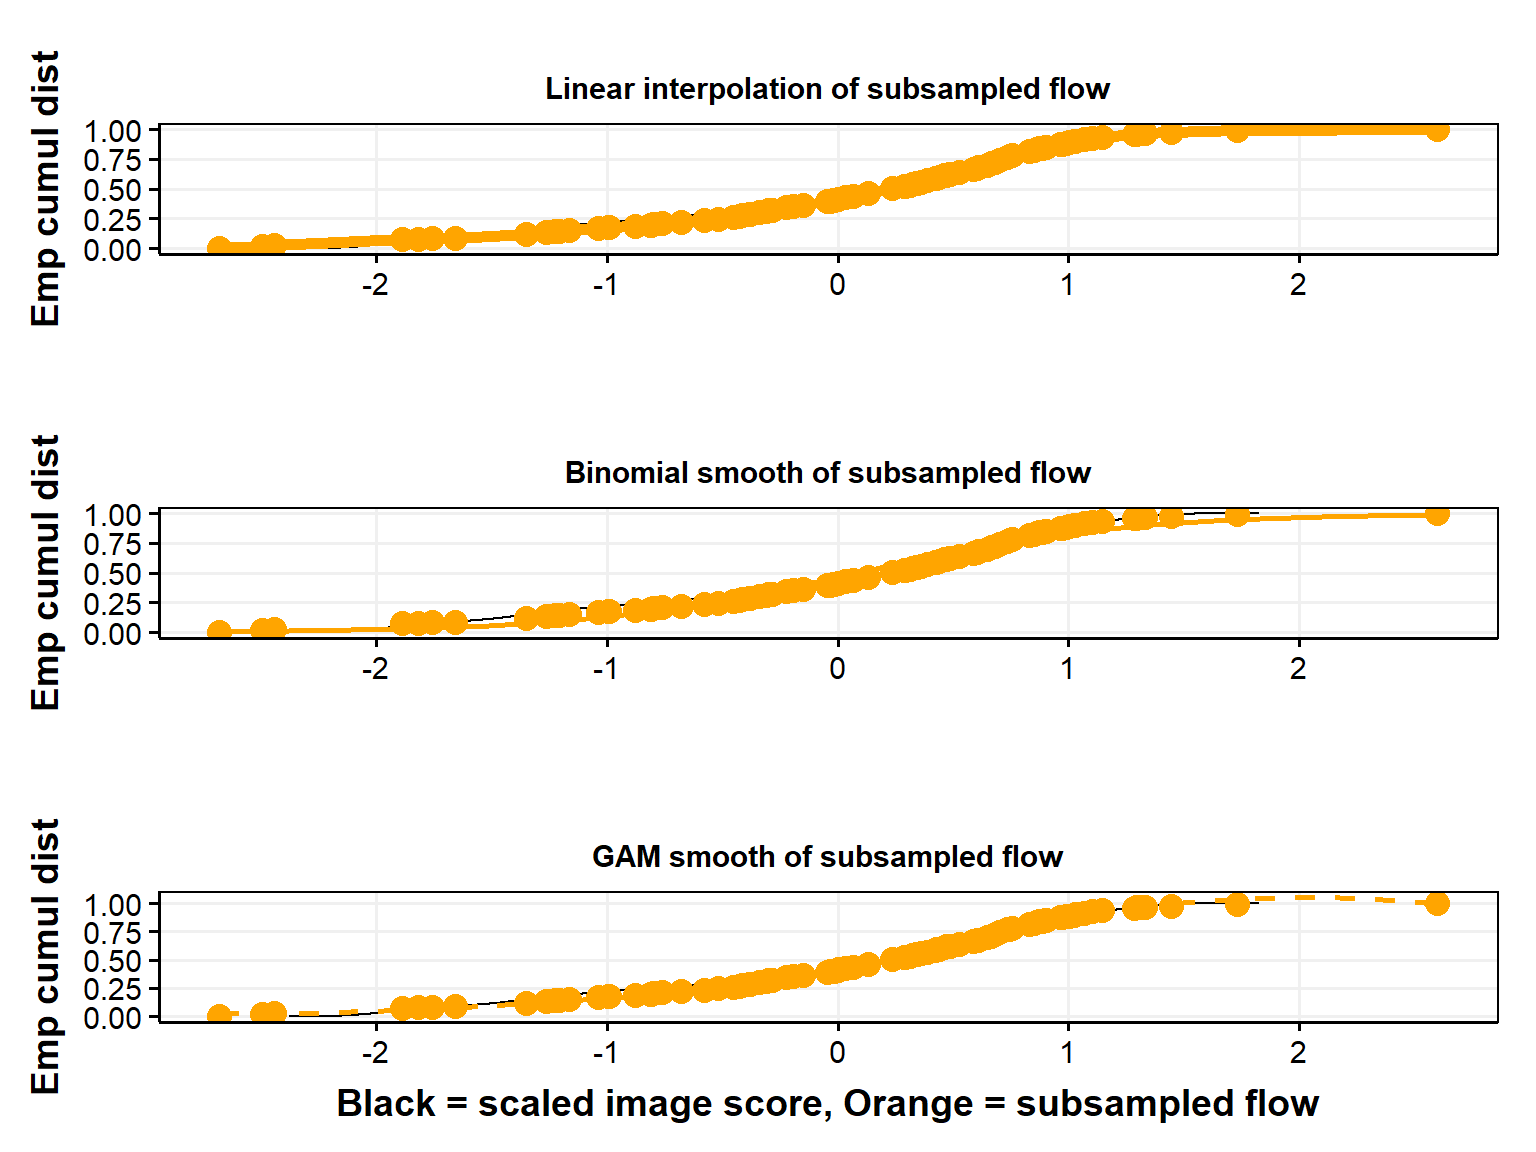 Linear interpolation of subsampled flow
Emp cumul dist
1.00
0.75
0.50
0.25
0.00
-2 -1 0 1 2
Binomial smooth of subsampled flow
Emp cumul dist
1.00
0.75
0.50
0.25
0.00
-2 -1 0 1 2
GAM smooth of subsampled flow
Emp cumul dist
1.00
0.75
0.50
0.25
0.00
-2 -1 0 1 2
Black = scaled image score, Orange = subsampled flow